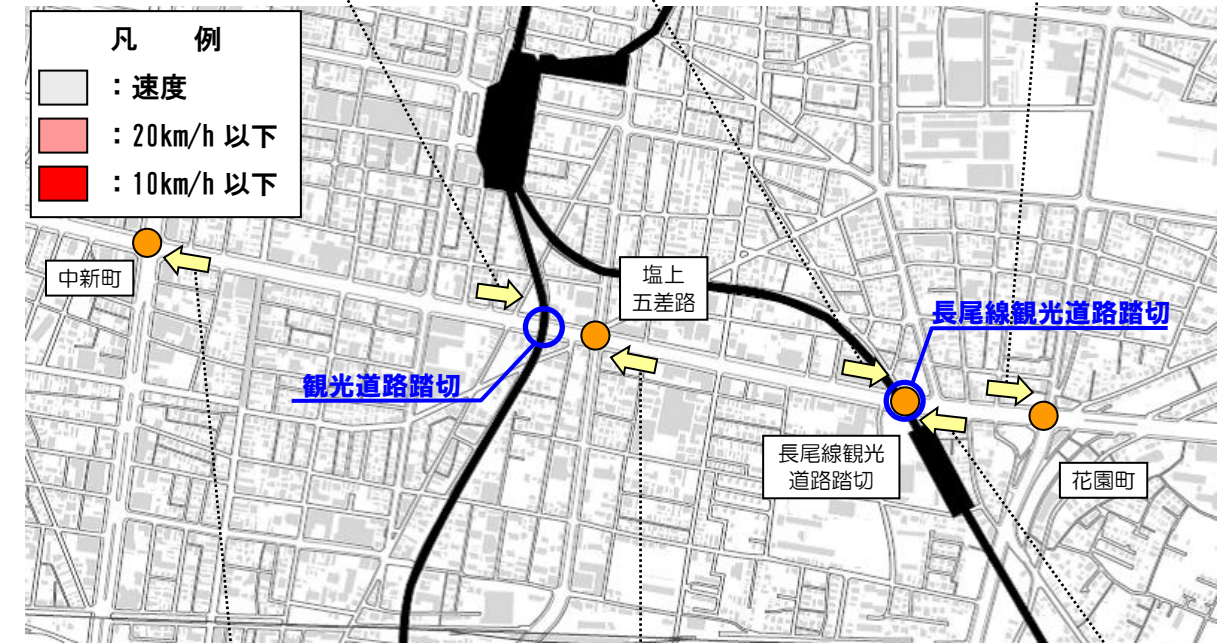 凡 例
：速度
：20km/h 以下
：10km/h 以下
中新町
塩上
五差路
長尾線観光道路踏切
観光道路踏切
長尾線観光
道路踏切
花園町